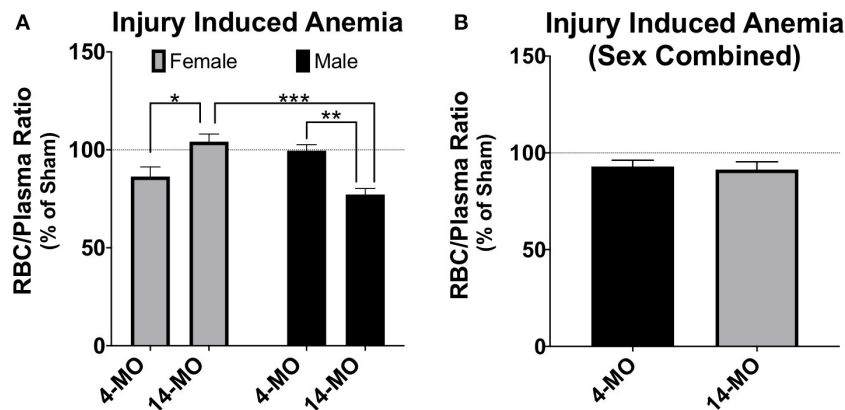 A
Injury Induced Anemia
Female
Male
RBC/Plasma Ratio
(% of Sham)
150
100
50
0
*
***
**
4-MO
14-MO
4-MO
14-MO
B
Injury Induced Anemia
(Sex Combined)
RBC/Plasma Ratio
(% of Sham)
150
100
50
0
4-MO
14-MO